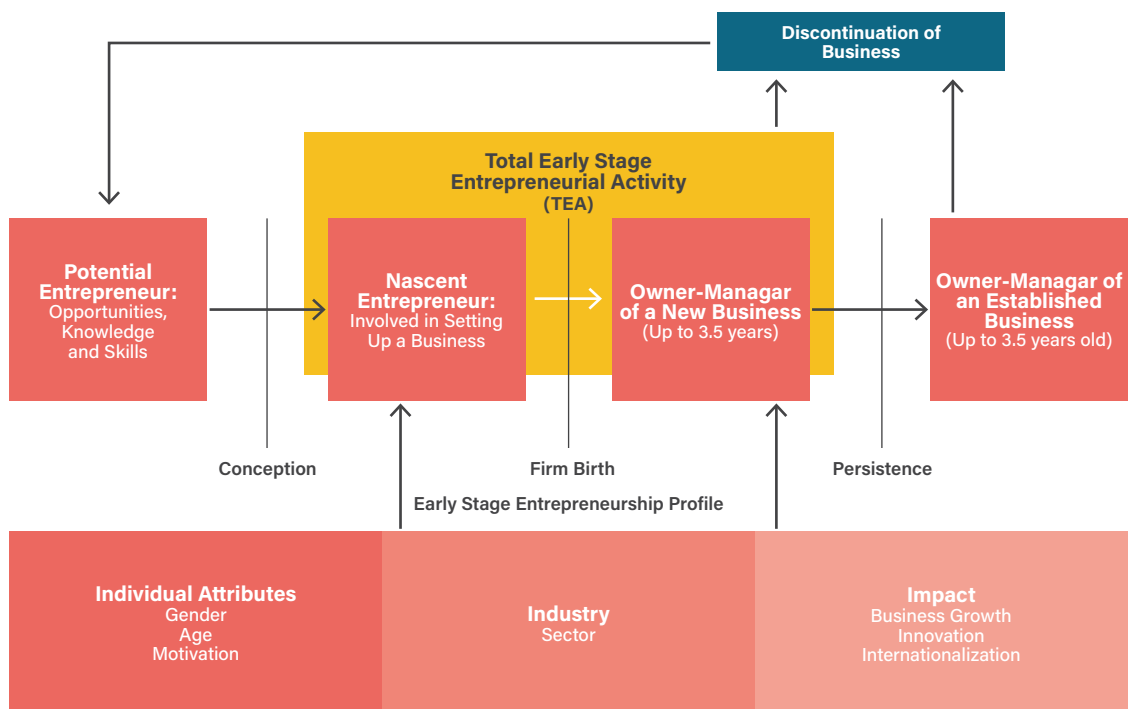 Discontinuation of
Business
Total Early Stage
Entrepreneurial Activity
(TEA)
Potential
Entrepreneur:
Opportunities,
Knowledge
and Skills
Nascent
Entrepreneur:
Involved in Setting
Up a Business
Owner-Managar
of a New Business
(Up to 3.5 years)
Owner-Managar of
an Established
Business
(Up to 3.5 years old)
Conception
Firm Birth
Persistence
Early Stage Entrepreneurship Profile
Individual Attributes
Gender
Age
Motivation
Industry
Sector
Impact
Business Growth
Innovation
Internationalization